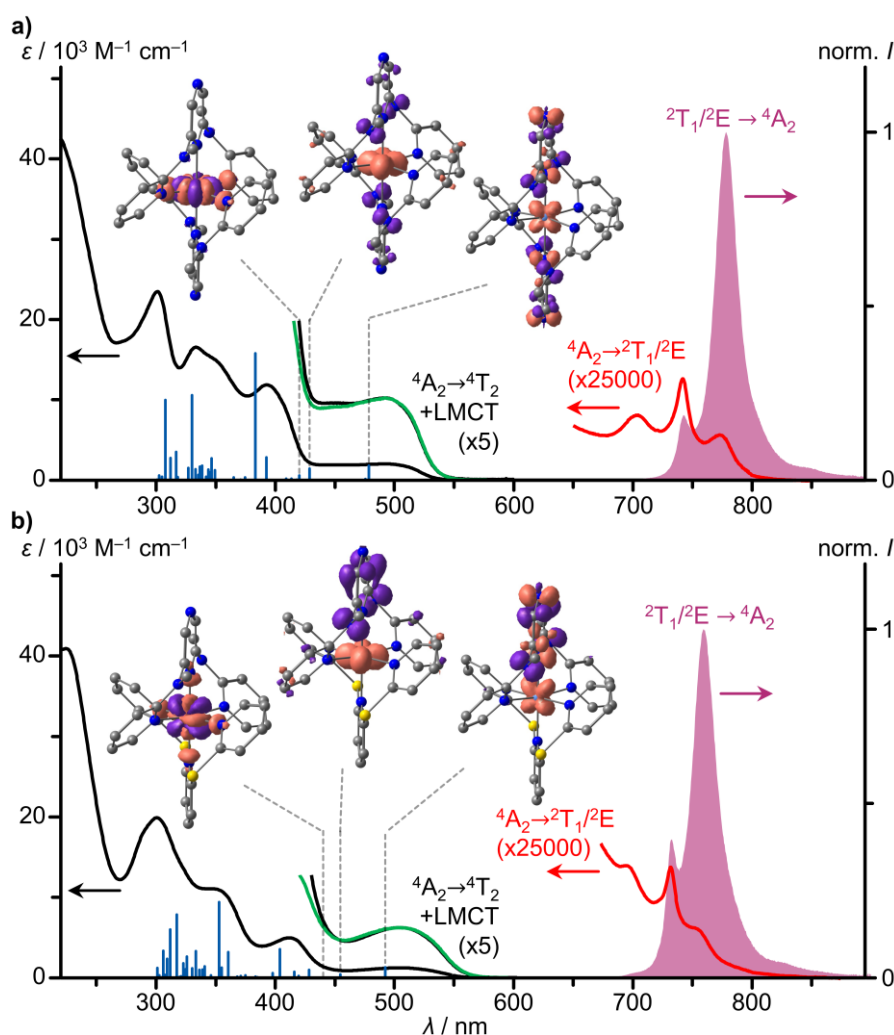 a)
ε / 10³ M⁻¹ cm⁻¹
norm. I
²T₁/²E → ⁴A₂
1
40
20
⁴A₂→²T₁/²E
(x25000)
⁴A₂→⁴T₂
+LMCT
(x5)
0
0
300
400
500
600
700
800
b)
ε / 10³ M⁻¹ cm⁻¹
norm. I
²T₁/²E → ⁴A₂
1
40
20
⁴A₂→²T₁/²E
(x25000)
⁴A₂→⁴T₂
+LMCT
(x5)
0
0
300
400
500
600
700
800
λ / nm